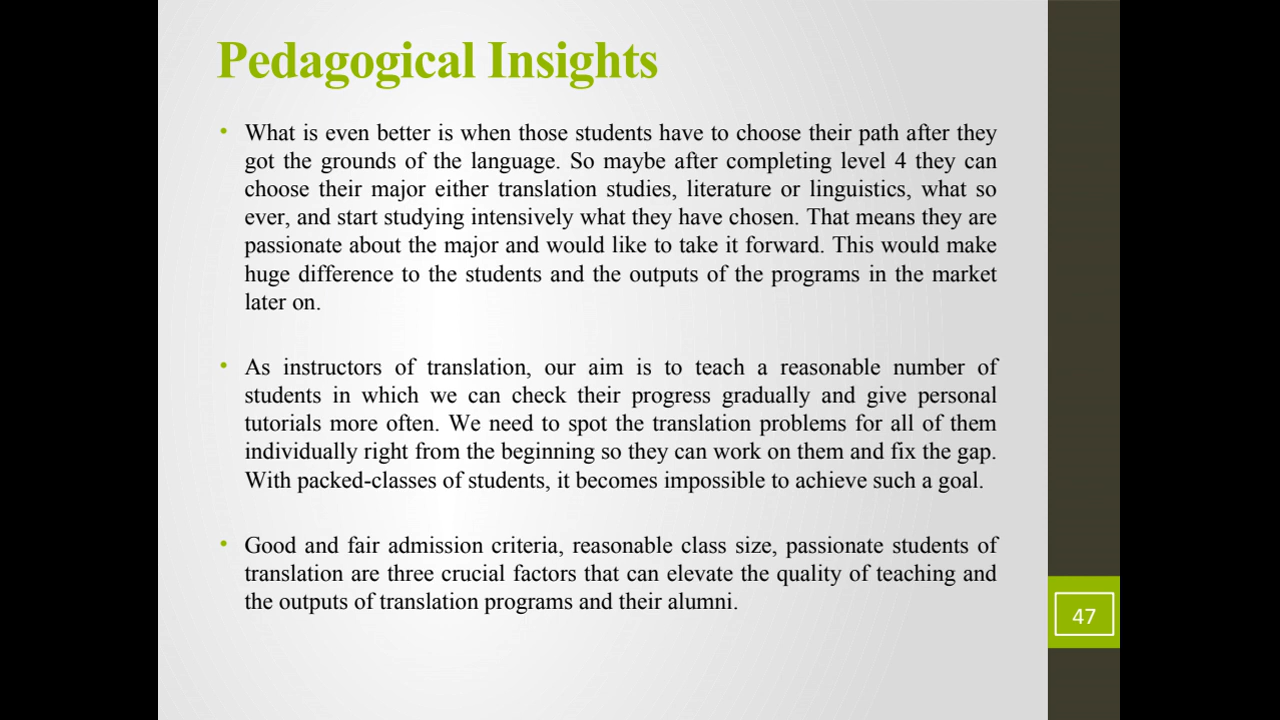 Pedagogical Insights
• What is even better is when those students have to choose their path after they
got the grounds of the language. So maybe after completing level 4 they can
choose their major either translation studies, literature or linguistics, what so
ever, and start studying intensively what they have chosen. That means they are
passionate about the major and would like to take it forward. This would make
huge difference to the students and the outputs of the programs in the market
later on.
• As instructors of translation, our aim is to teach a reasonable number of
students in which we can check their progress gradually and give personal
tutorials more often. We need to spot the translation problems for all of them
individually right from the beginning so they can work on them and fix the gap.
With packed-classes of students, it becomes impossible to achieve such a goal.
• Good and fair admission criteria, reasonable class size, passionate students of
translation are three crucial factors that can elevate the quality of teaching and
the outputs of translation programs and their alumni.
47